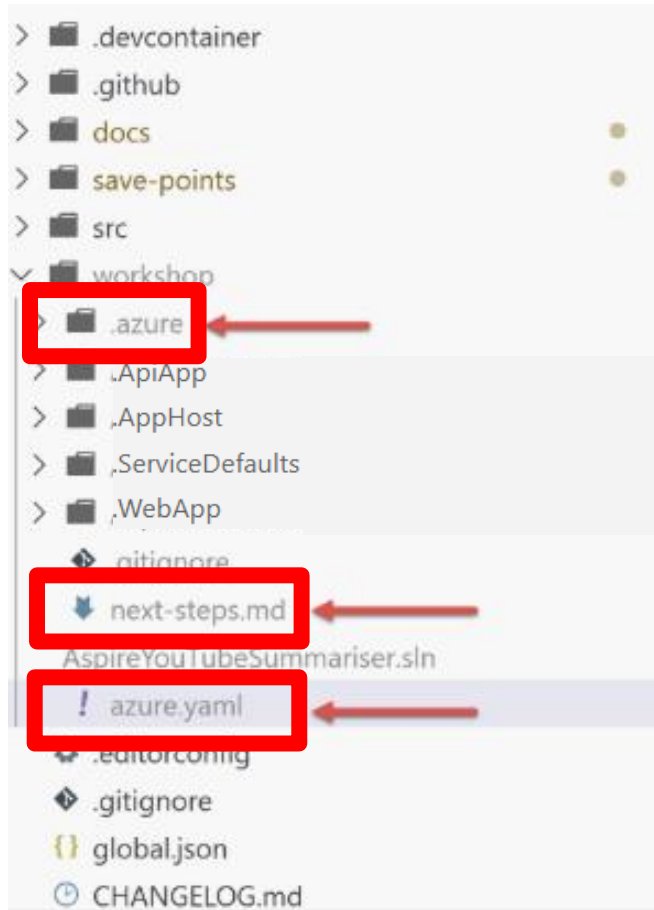 .devcontainer
.github
docs
save-points
src
workshop
.azure
.ApiApp
.AppHost
.ServiceDefaults
.WebApp
.gitignore
next-steps.md
AspireYouTubeSummariser.sln
! azure.yaml
.editorconfig
.gitignore
{} global.json
CHANGELOG.md